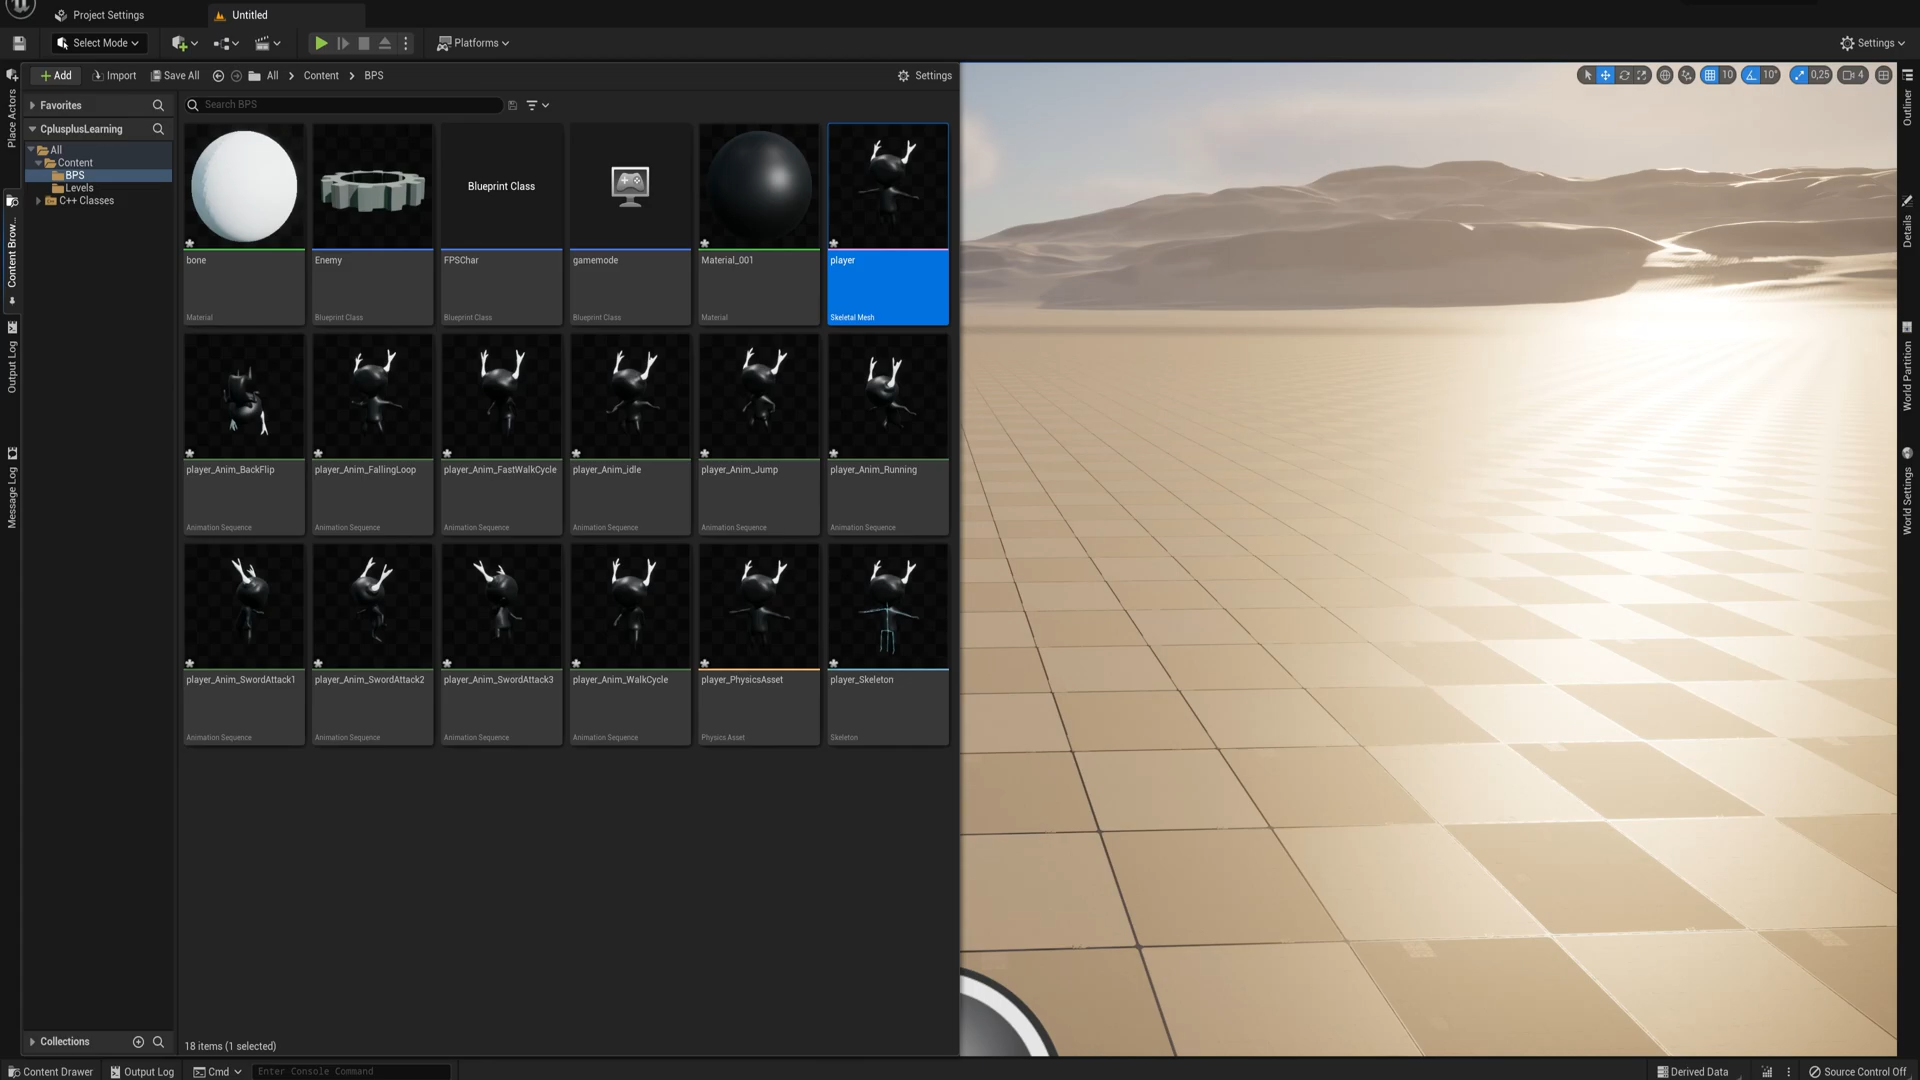 Project Settings
Untitled
Select Mode
Platforms
Settings
Add
Import
Save All
All
Content
BPS
Settings
10
10°
0,25
4
Favorites
Search BPS
CplusplusLearning
All
Content
BPS
Levels
C++ Classes
Place Actors
Content Brow...
Output Log
Message Log
Outliner
Details
World Partition
World Settings
Blueprint Class
bone
Enemy
FPSChar
gamemode
Material_001
player
Material
Blueprint Class
Blueprint Class
Blueprint Class
Material
Skeletal Mesh
player_Anim_BackFlip
player_Anim_FallingLoop
player_Anim_FastWalkCycle
player_Anim_idle
player_Anim_Jump
player_Anim_Running
Animation Sequence
Animation Sequence
Animation Sequence
Animation Sequence
Animation Sequence
Animation Sequence
player_Anim_SwordAttack1
player_Anim_SwordAttack2
player_Anim_SwordAttack3
player_Anim_WalkCycle
player_PhysicsAsset
player_Skeleton
Animation Sequence
Animation Sequence
Animation Sequence
Animation Sequence
Physics Asset
Skeleton
Collections
18 items (1 selected)
Content Drawer
Output Log
Cmd
Enter Console Command
Derived Data
Source Control Off